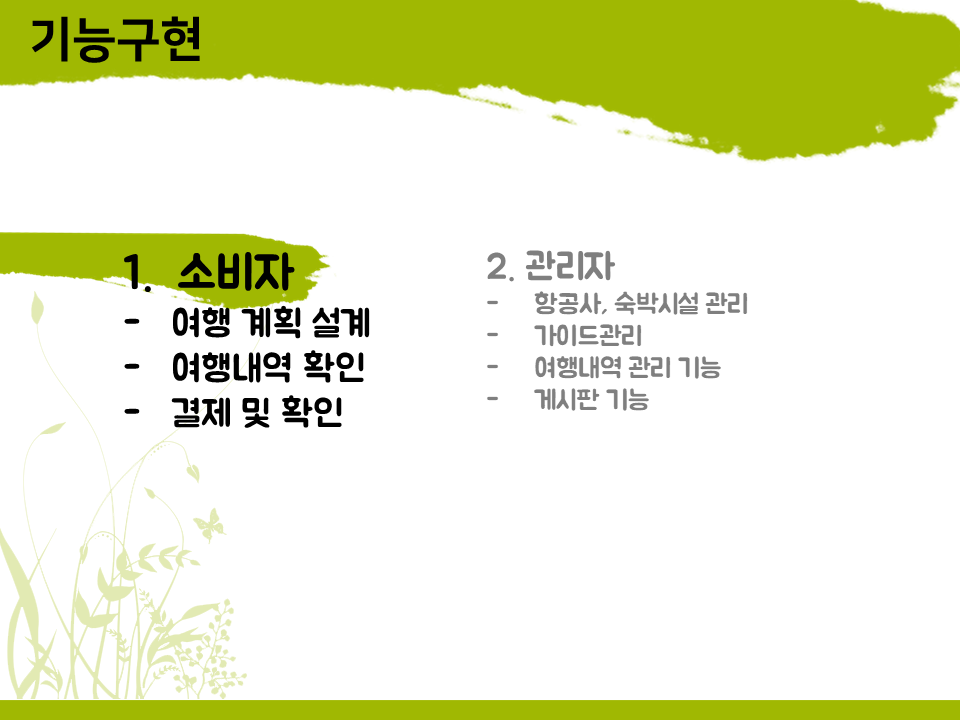 기능구현
1. 소비자
- 여행 계획 설계
- 여행내역 확인
- 결제 및 확인
2. 관리자
- 항공사, 숙박시설 관리
- 가이드관리
- 여행내역 관리 기능
- 게시판 기능